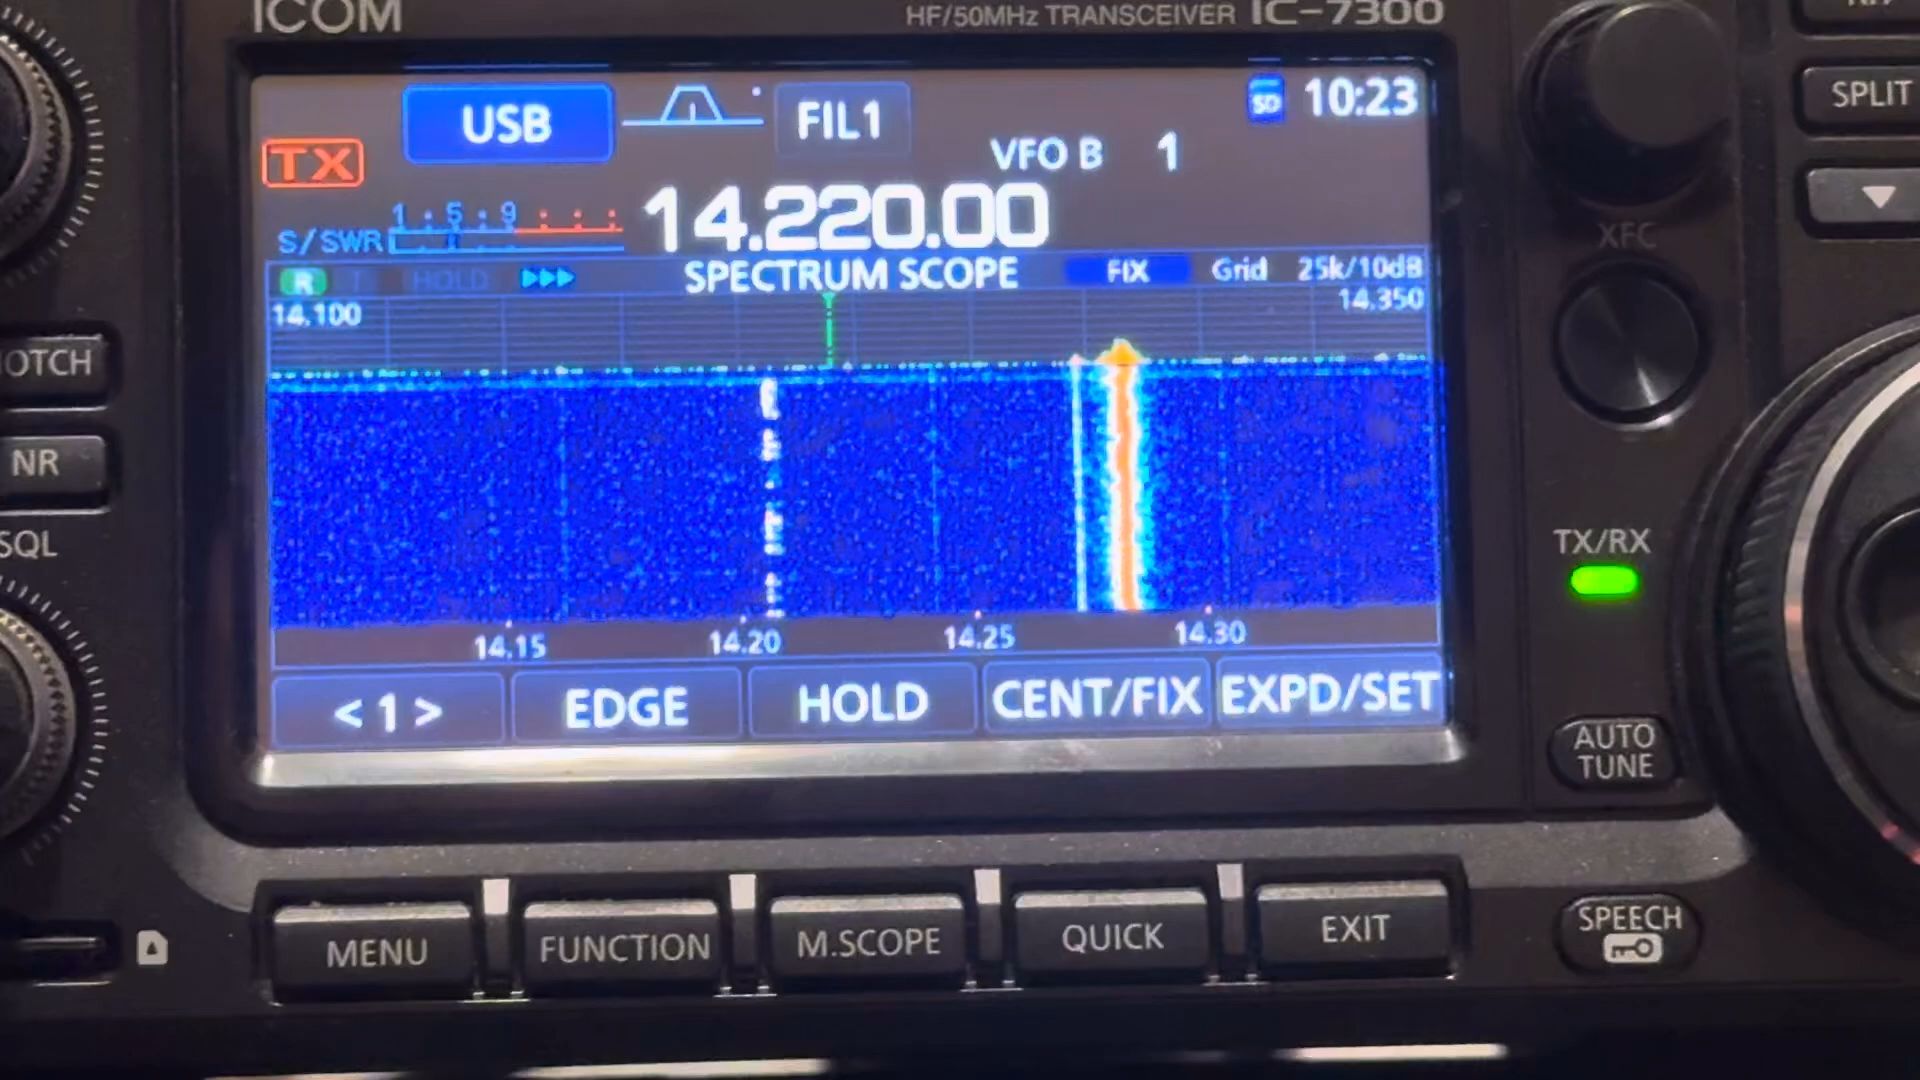 ICOM
HF/50MHz TRANSCEIVER IC-7300
USB FIL1 SD 10:23
TX
VFO B 1
1 · 5 · 9
S/SWR
14.220.00
R T HOLD SPECTRUM SCOPE FIX Grid 25k/10dB
14.100 14.350
14.15 14.20 14.25 14.30
< 1 > EDGE HOLD CENT/FIX EXPD/SET
MENU FUNCTION M.SCOPE QUICK EXIT
NR
SQL
SPLIT
XFC
TX/RX
AUTO
TUNE
SPEECH